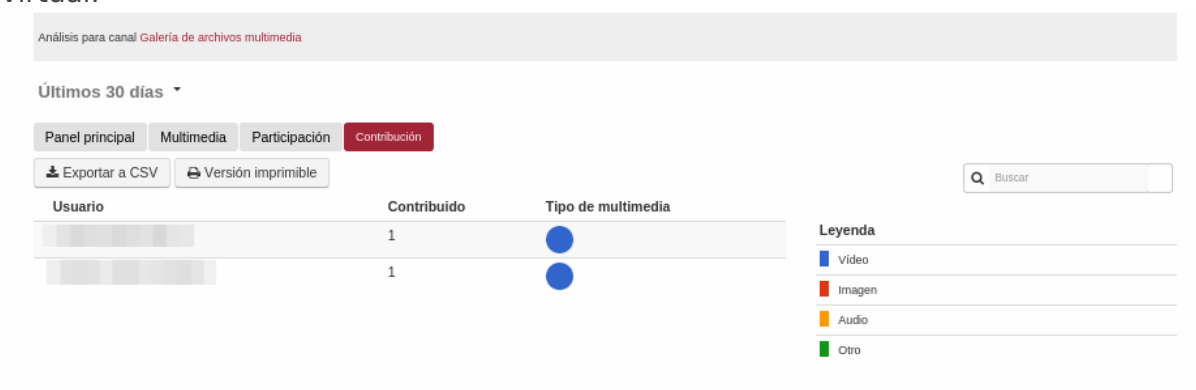 Análisis para canal Galería de archivos multimedia
Últimos 30 días
Panel principal Multimedia Participación Contribución
Exportar a CSV Versión imprimible
Buscar
Usuario Contribuido Tipo de multimedia
1
1
Leyenda
Vídeo
Imagen
Audio
Otro